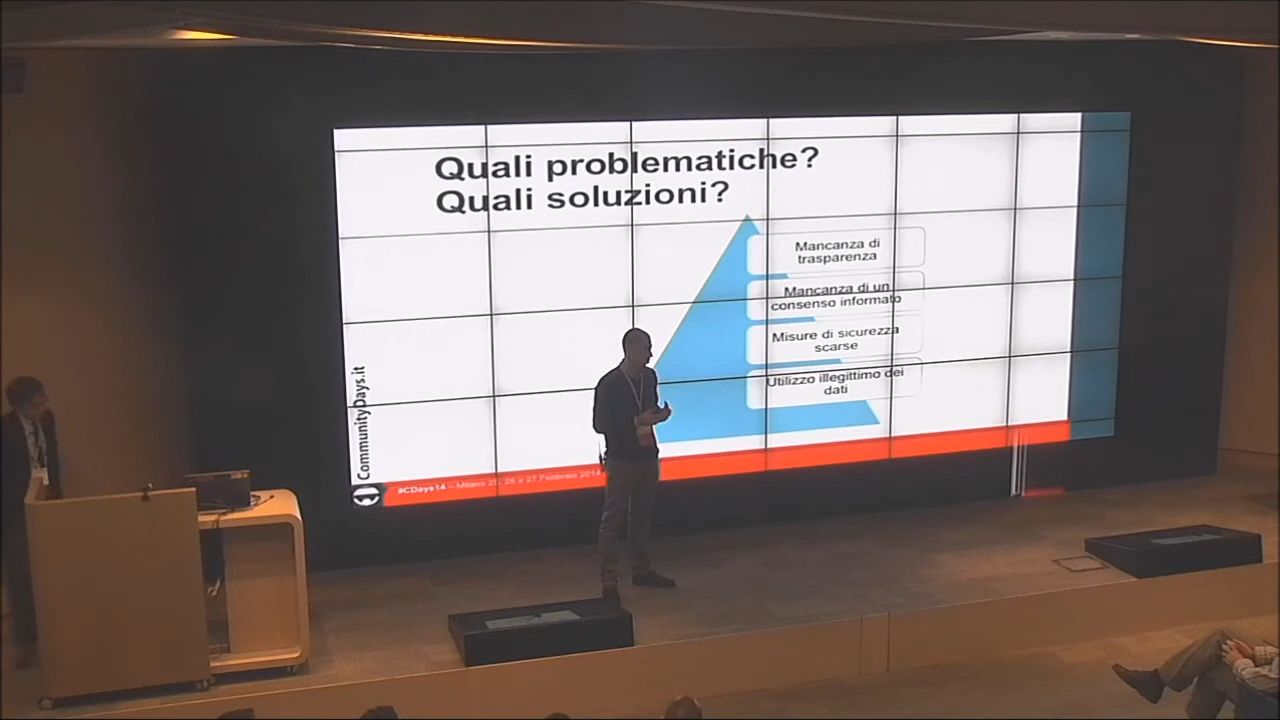 Quali problematiche?
Quali soluzioni?
Mancanza di
trasparenza
Mancanza di un
consenso informato
Misure di sicurezza
scarse
Utilizzo illegittimo dei
dati
CommunityDays.it
#CDays14 – Milano 25, 26 e 27 Febbraio 2014